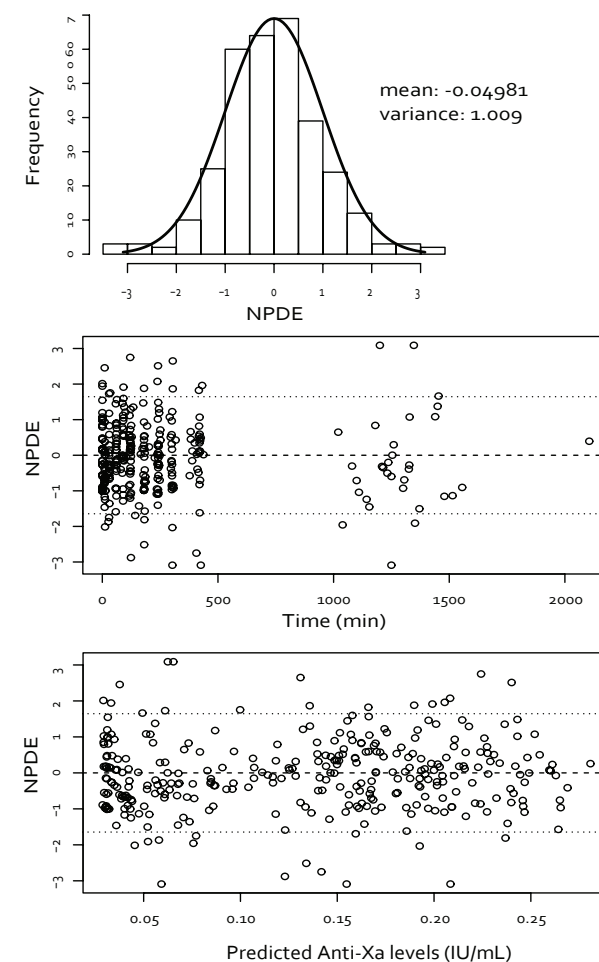 7
50 60
40
30
20
10
0
Frequency
mean: -0.04981
variance: 1.009
-3 -2 -1 0 1 2 3
NPDE
3
2
1
0
-1
-2
-3
NPDE
0 500 1000 1500 2000
Time (min)
3
2
1
0
-1
-2
-3
NPDE
0.05 0.10 0.15 0.20 0.25
Predicted Anti-Xa levels (IU/mL)